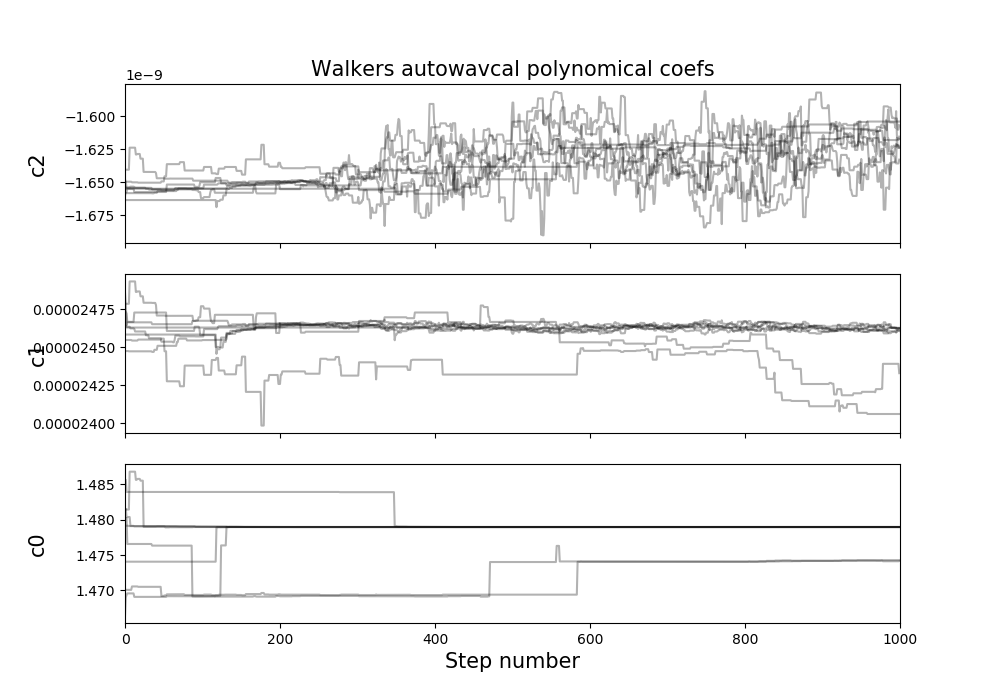 Walkers autowavcal polynomical coefs
1e−9
−1.600
−1.625
−1.650
−1.675
c2
0.00002475
0.00002450
0.00002425
0.00002400
c1
1.485
1.480
1.475
1.470
c0
0 200 400 600 800 1000
Step number